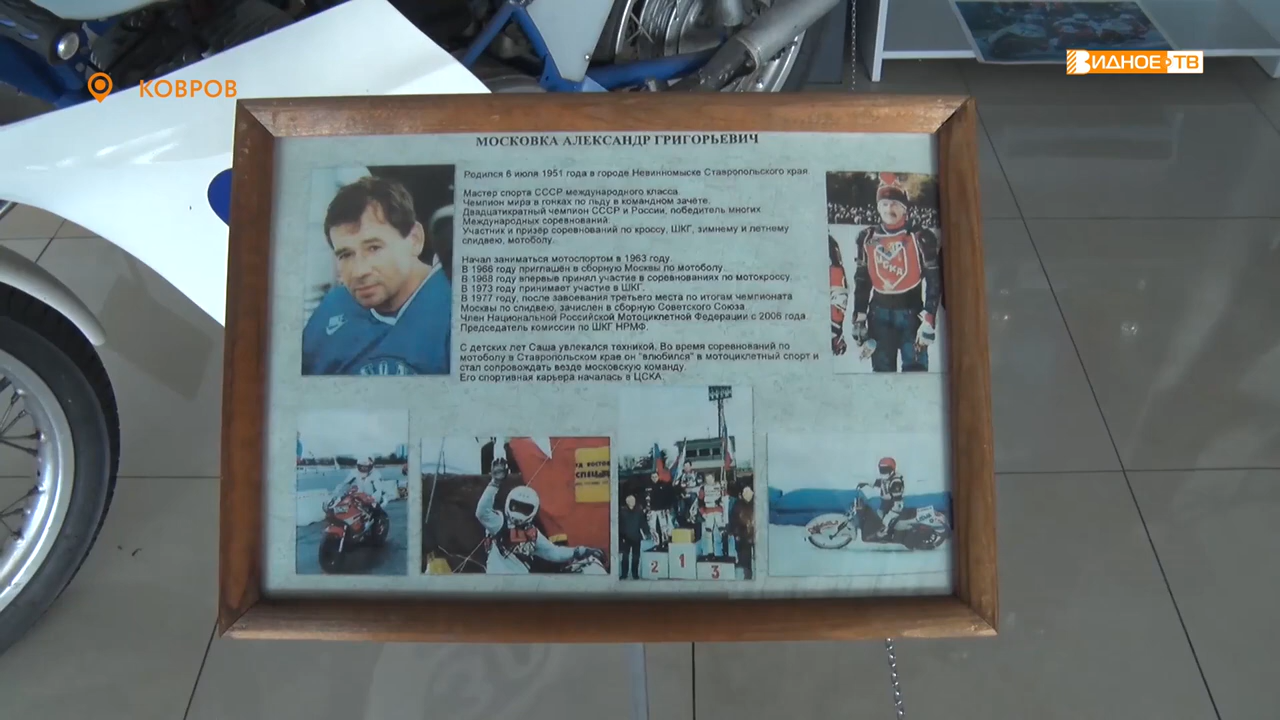 КОВРОВ
ВИДНОЕ ТВ
МОСКОВКА АЛЕКСАНДР ГРИГОРЬЕВИЧ
Родился 6 июля 1951 года в городе Невинномыске Ставропольского края.
Мастер спорта СССР международного класса.
Чемпион мира в гонках по льду в командном зачёте.
Двадцатикратный чемпион СССР и России, победитель многих
Международных соревнований.
Участник и призёр соревнований по кроссу, ШКГ, зимнему и летнему
спидвею, мотоболу.
Начал заниматься мотоспортом в 1963 году.
В 1966 году приглашён в сборную Москвы по мотоболу.
В 1968 году впервые принял участие в соревнованиях по мотокроссу.
В 1973 году принимает участие в ШКГ.
В 1977 году, после завоевания третьего места по итогам чемпионата
Москвы по спидвею, зачислен в сборную Советского Союза.
Член Национальной Российской Мотоциклетной Федерации с 2006 года.
Председатель комиссии по ШКГ НРМФ.
С детских лет Саша увлекался техникой. Во время соревнований по
мотоболу в Ставропольском крае он "влюбился" в мотоциклетный спорт и
стал сопровождать везде московскую команду.
Его спортивная карьера началась в ЦСКА.
ЦСКА
2 1 3